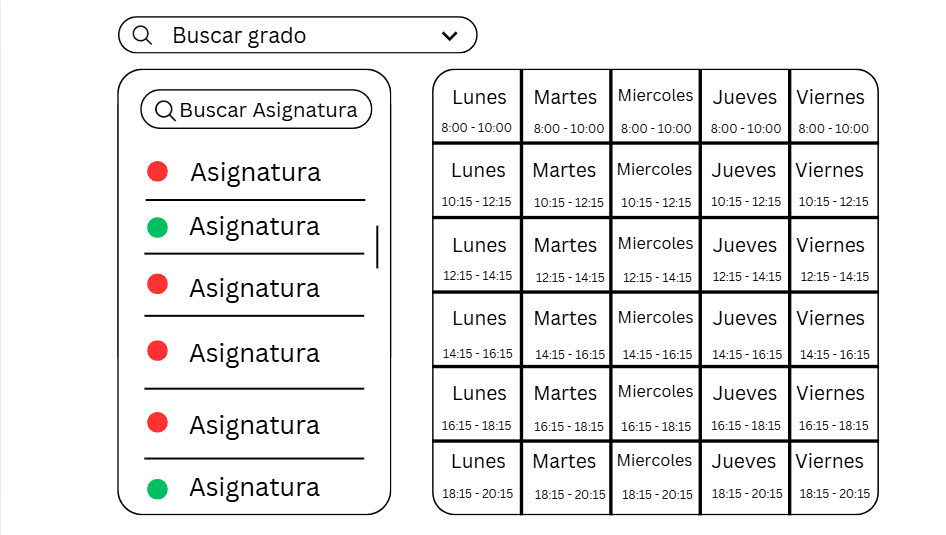 Buscar grado
Buscar Asignatura
Asignatura
Asignatura
Asignatura
Asignatura
Asignatura
Asignatura
Lunes Martes Miercoles Jueves Viernes
8:00 - 10:00 8:00 - 10:00 8:00 - 10:00 8:00 - 10:00 8:00 - 10:00
Lunes Martes Miercoles Jueves Viernes
10:15 - 12:15 10:15 - 12:15 10:15 - 12:15 10:15 - 12:15 10:15 - 12:15
Lunes Martes Miercoles Jueves Viernes
12:15 - 14:15 12:15 - 14:15 12:15 - 14:15 12:15 - 14:15 12:15 - 14:15
Lunes Martes Miercoles Jueves Viernes
14:15 - 16:15 14:15 - 16:15 14:15 - 16:15 14:15 - 16:15 14:15 - 16:15
Lunes Martes Miercoles Jueves Viernes
16:15 - 18:15 16:15 - 18:15 16:15 - 18:15 16:15 - 18:15 16:15 - 18:15
Lunes Martes Miercoles Jueves Viernes
18:15 - 20:15 18:15 - 20:15 18:15 - 20:15 18:15 - 20:15 18:15 - 20:15